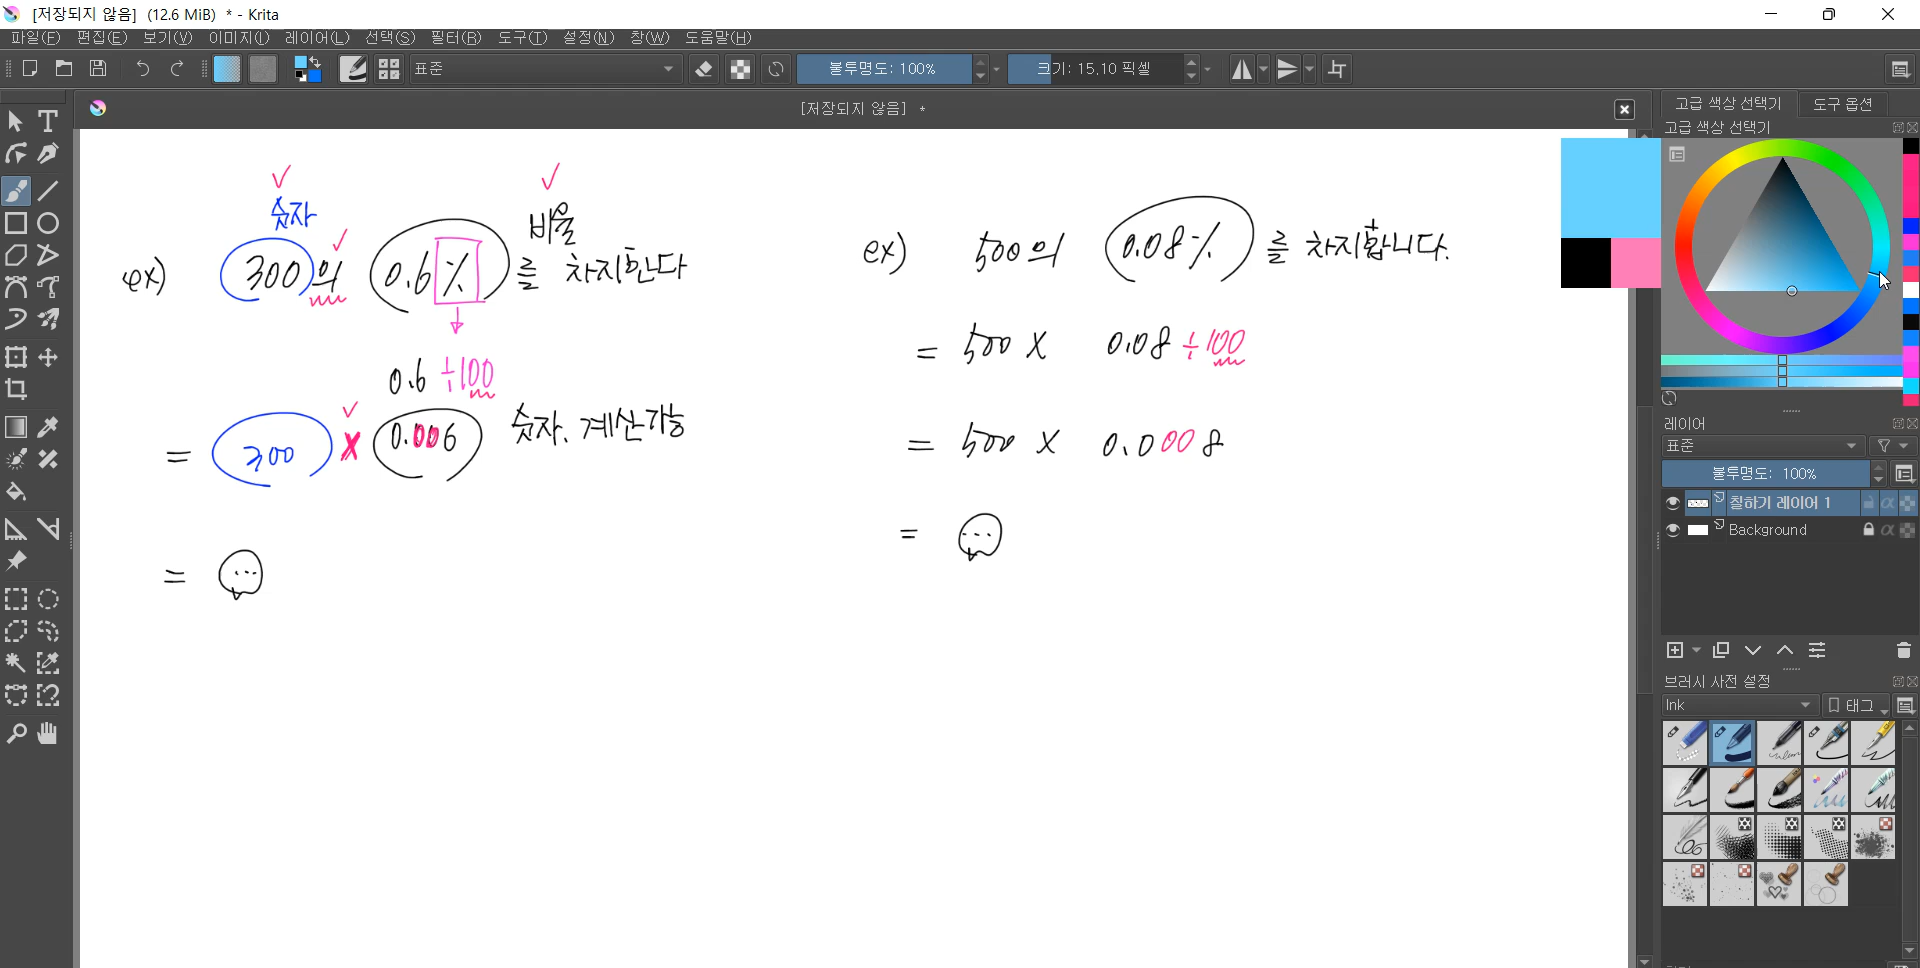 [저장되지 않음] (12.6 MiB) * - Krita
파일(F) 편집(E) 보기(V) 이미지(I) 레이어(L) 선택(S) 필터(R) 도구(T) 설정(N) 창(W) 도움말(H)
표준
불투명도: 100%
크기: 15.10 픽셀
[저장되지 않음] *
고급 색상 선택기
도구 옵션
고급 색상 선택기
숫자
비율
ex) 300의 0.6% 를 차지한다
0.6 ÷100
= 300 x 0.006 숫자. 계산가능
= ...
ex) 500의 0.08% 를 차지합니다.
= 500 x 0.08 ÷100
= 500 x 0.0008
= ...
레이어
표준
불투명도: 100%
칠하기 레이어 1
Background
브러시 사전 설정
Ink
태그